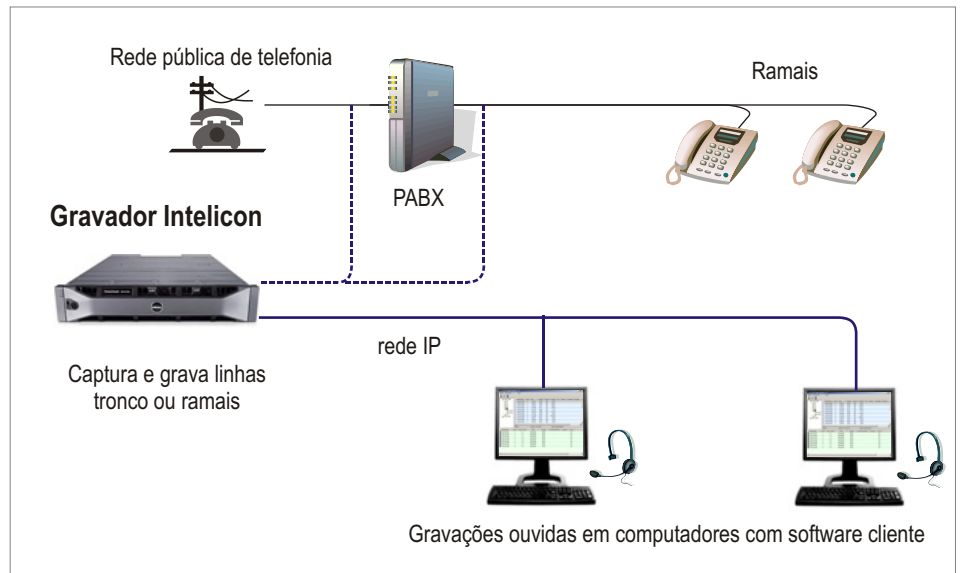 Rede pública de telefonia
Ramais
PABX
Gravador Intelicon
rede IP
Captura e grava linhas
tronco ou ramais
Gravações ouvidas em computadores com software cliente